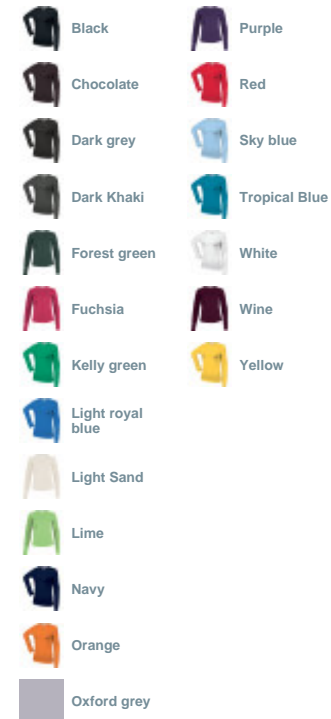 Black
Chocolate
Dark grey
Dark Khaki
Forest green
Fuchsia
Kelly green
Light royal
blue
Light Sand
Lime
Navy
Orange
Oxford grey
Purple
Red
Sky blue
Tropical Blue
White
Wine
Yellow